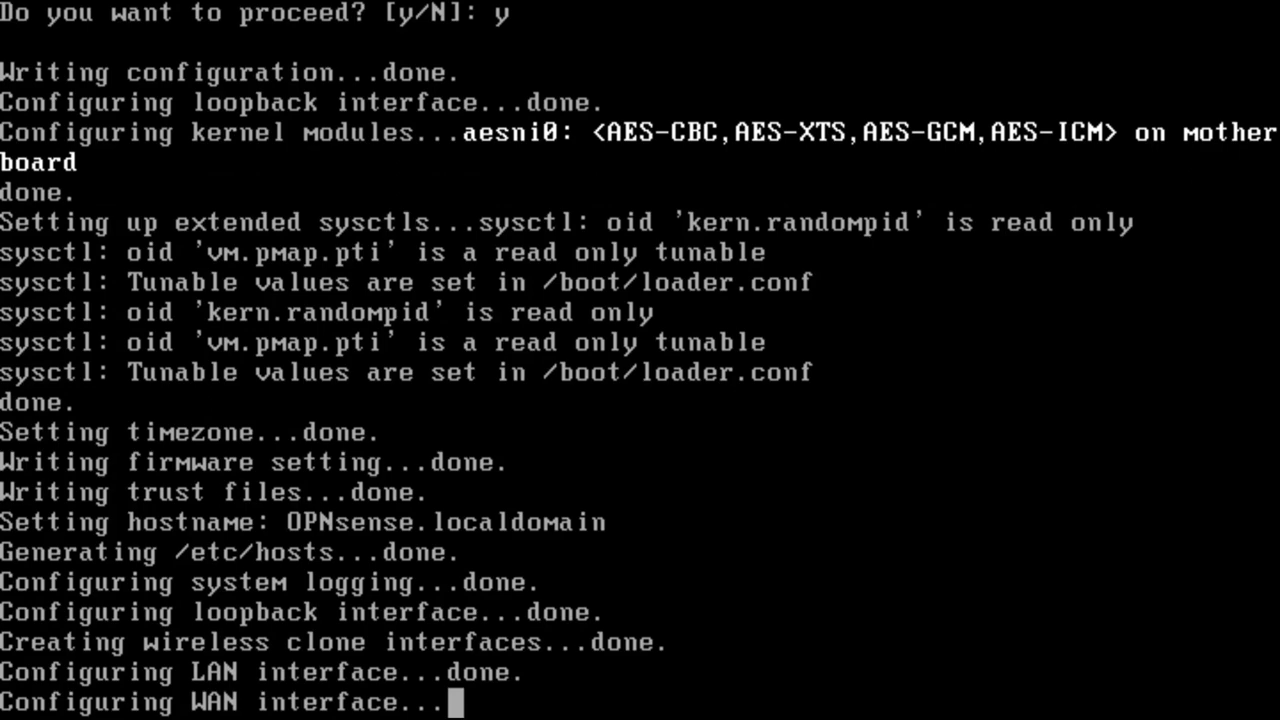 Do you want to proceed? [y/N]: y
Writing configuration...done.
Configuring loopback interface...done.
Configuring kernel modules...aesni0: <AES-CBC,AES-XTS,AES-GCM,AES-ICM> on mother
board
done.
Setting up extended sysctls...sysctl: oid 'kern.randompid' is read only
sysctl: oid 'vm.pmap.pti' is a read only tunable
sysctl: Tunable values are set in /boot/loader.conf
sysctl: oid 'kern.randompid' is read only
sysctl: oid 'vm.pmap.pti' is a read only tunable
sysctl: Tunable values are set in /boot/loader.conf
done.
Setting timezone...done.
Writing firmware setting...done.
Writing trust files...done.
Setting hostname: OPNsense.localdomain
Generating /etc/hosts...done.
Configuring system logging...done.
Configuring loopback interface...done.
Creating wireless clone interfaces...done.
Configuring LAN interface...done.
Configuring WAN interface...